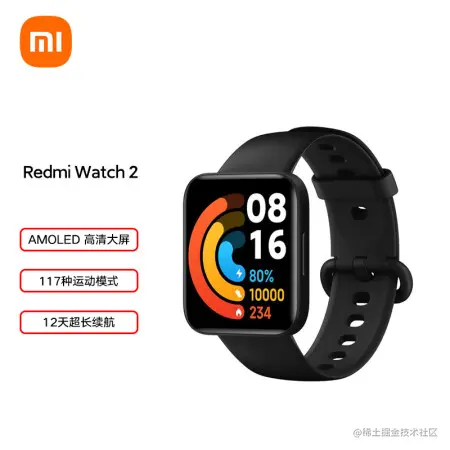 mi
Redmi Watch 2
AMOLED 高清大屏
117种运动模式
12天超长续航
08
16
80%
10000
234
@稀土掘金技术社区